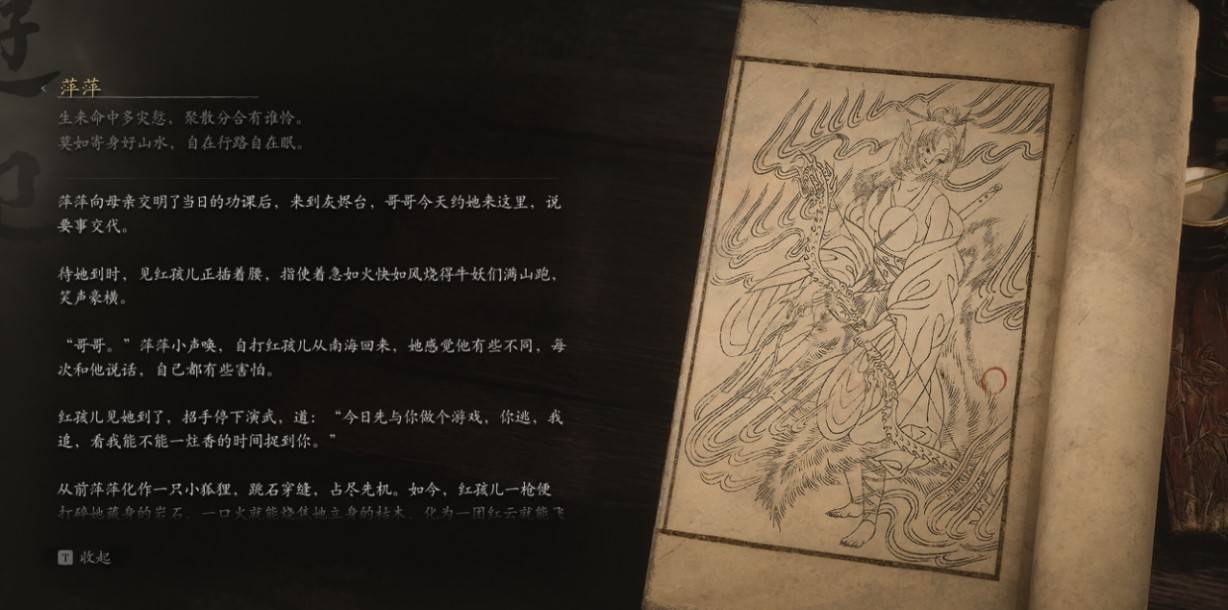 萍萍
生来命中多灾愁，聚散分合有谁怜。
莫如寄身好山水，自在行路自在眠。
萍萍向母亲交明了当日的功课后，来到灰烬台，哥哥今天约她来这里，说
要事交代。
待她到时，见红孩儿正插着腰，指使着急如火快如风烧得牛妖们满山跑，
笑声豪横。
“哥哥。”萍萍小声唤，自打红孩儿从南海回来，她感觉他有些不同，每
次和他说话，自己都有些害怕。
红孩儿见她到了，招手停下演武，道：“今日先与你做个游戏，你逃，我
追，看我能不能一炷香的时间捉到你。”
从前萍萍化作一只小狐狸，跳石穿缝，占尽先机。如今，红孩儿一枪便
打碎她藏身的岩石，一口火就能烧焦她立身的枯木，化为一团红云就能飞
T 收起